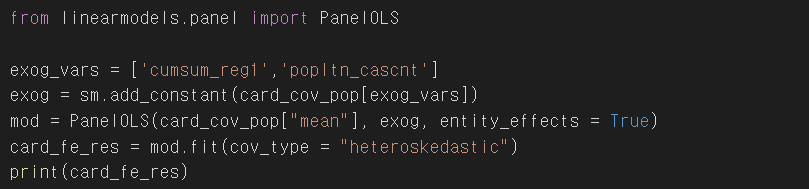 from linearmodels.panel import PanelOLS
exog_vars = ['cumsum_reg1','popltn_cascnt']
exog = sm.add_constant(card_cov_pop[exog_vars])
mod = PanelOLS(card_cov_pop["mean"], exog, entity_effects = True)
card_fe_res = mod.fit(cov_type = "heteroskedastic")
print(card_fe_res)